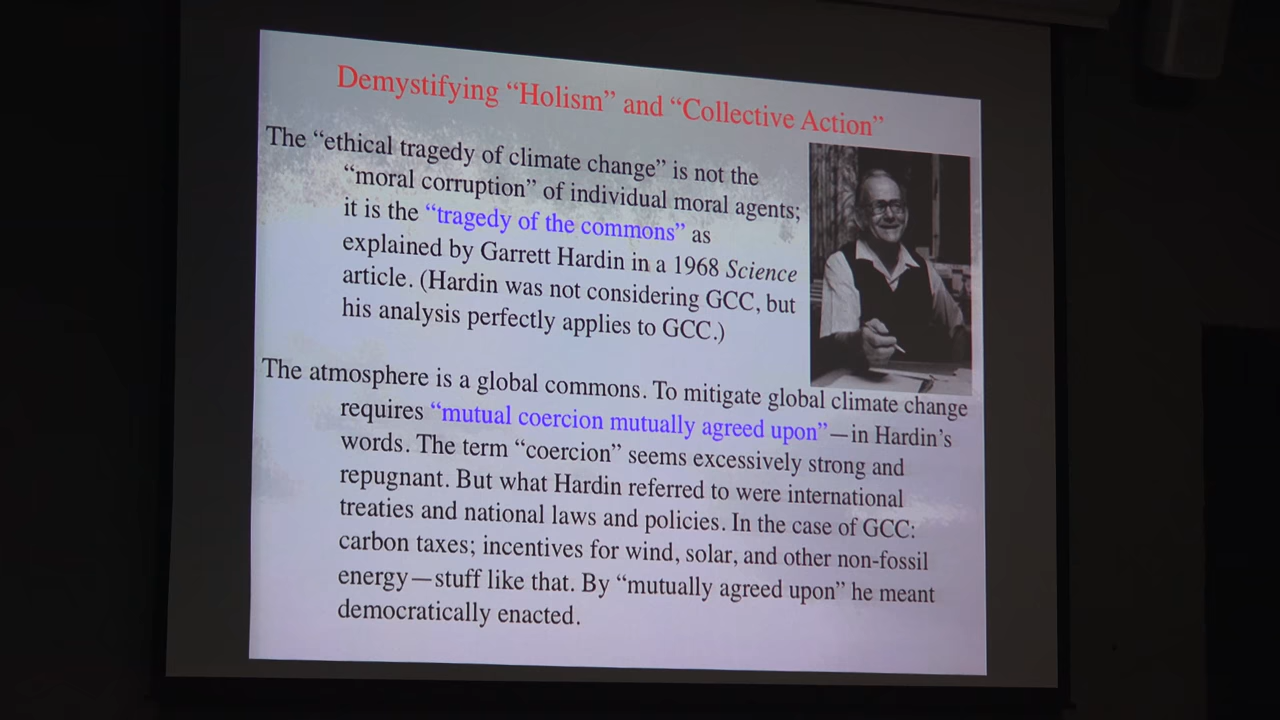 Demystifying “Holism” and “Collective Action”
The “ethical tragedy of climate change” is not the
“moral corruption” of individual moral agents;
it is the “tragedy of the commons” as
explained by Garrett Hardin in a 1968 Science
article. (Hardin was not considering GCC, but
his analysis perfectly applies to GCC.)
The atmosphere is a global commons. To mitigate global climate change
requires “mutual coercion mutually agreed upon”—in Hardin’s
words. The term “coercion” seems excessively strong and
repugnant. But what Hardin referred to were international
treaties and national laws and policies. In the case of GCC:
carbon taxes; incentives for wind, solar, and other non-fossil
energy—stuff like that. By “mutually agreed upon” he meant
democratically enacted.